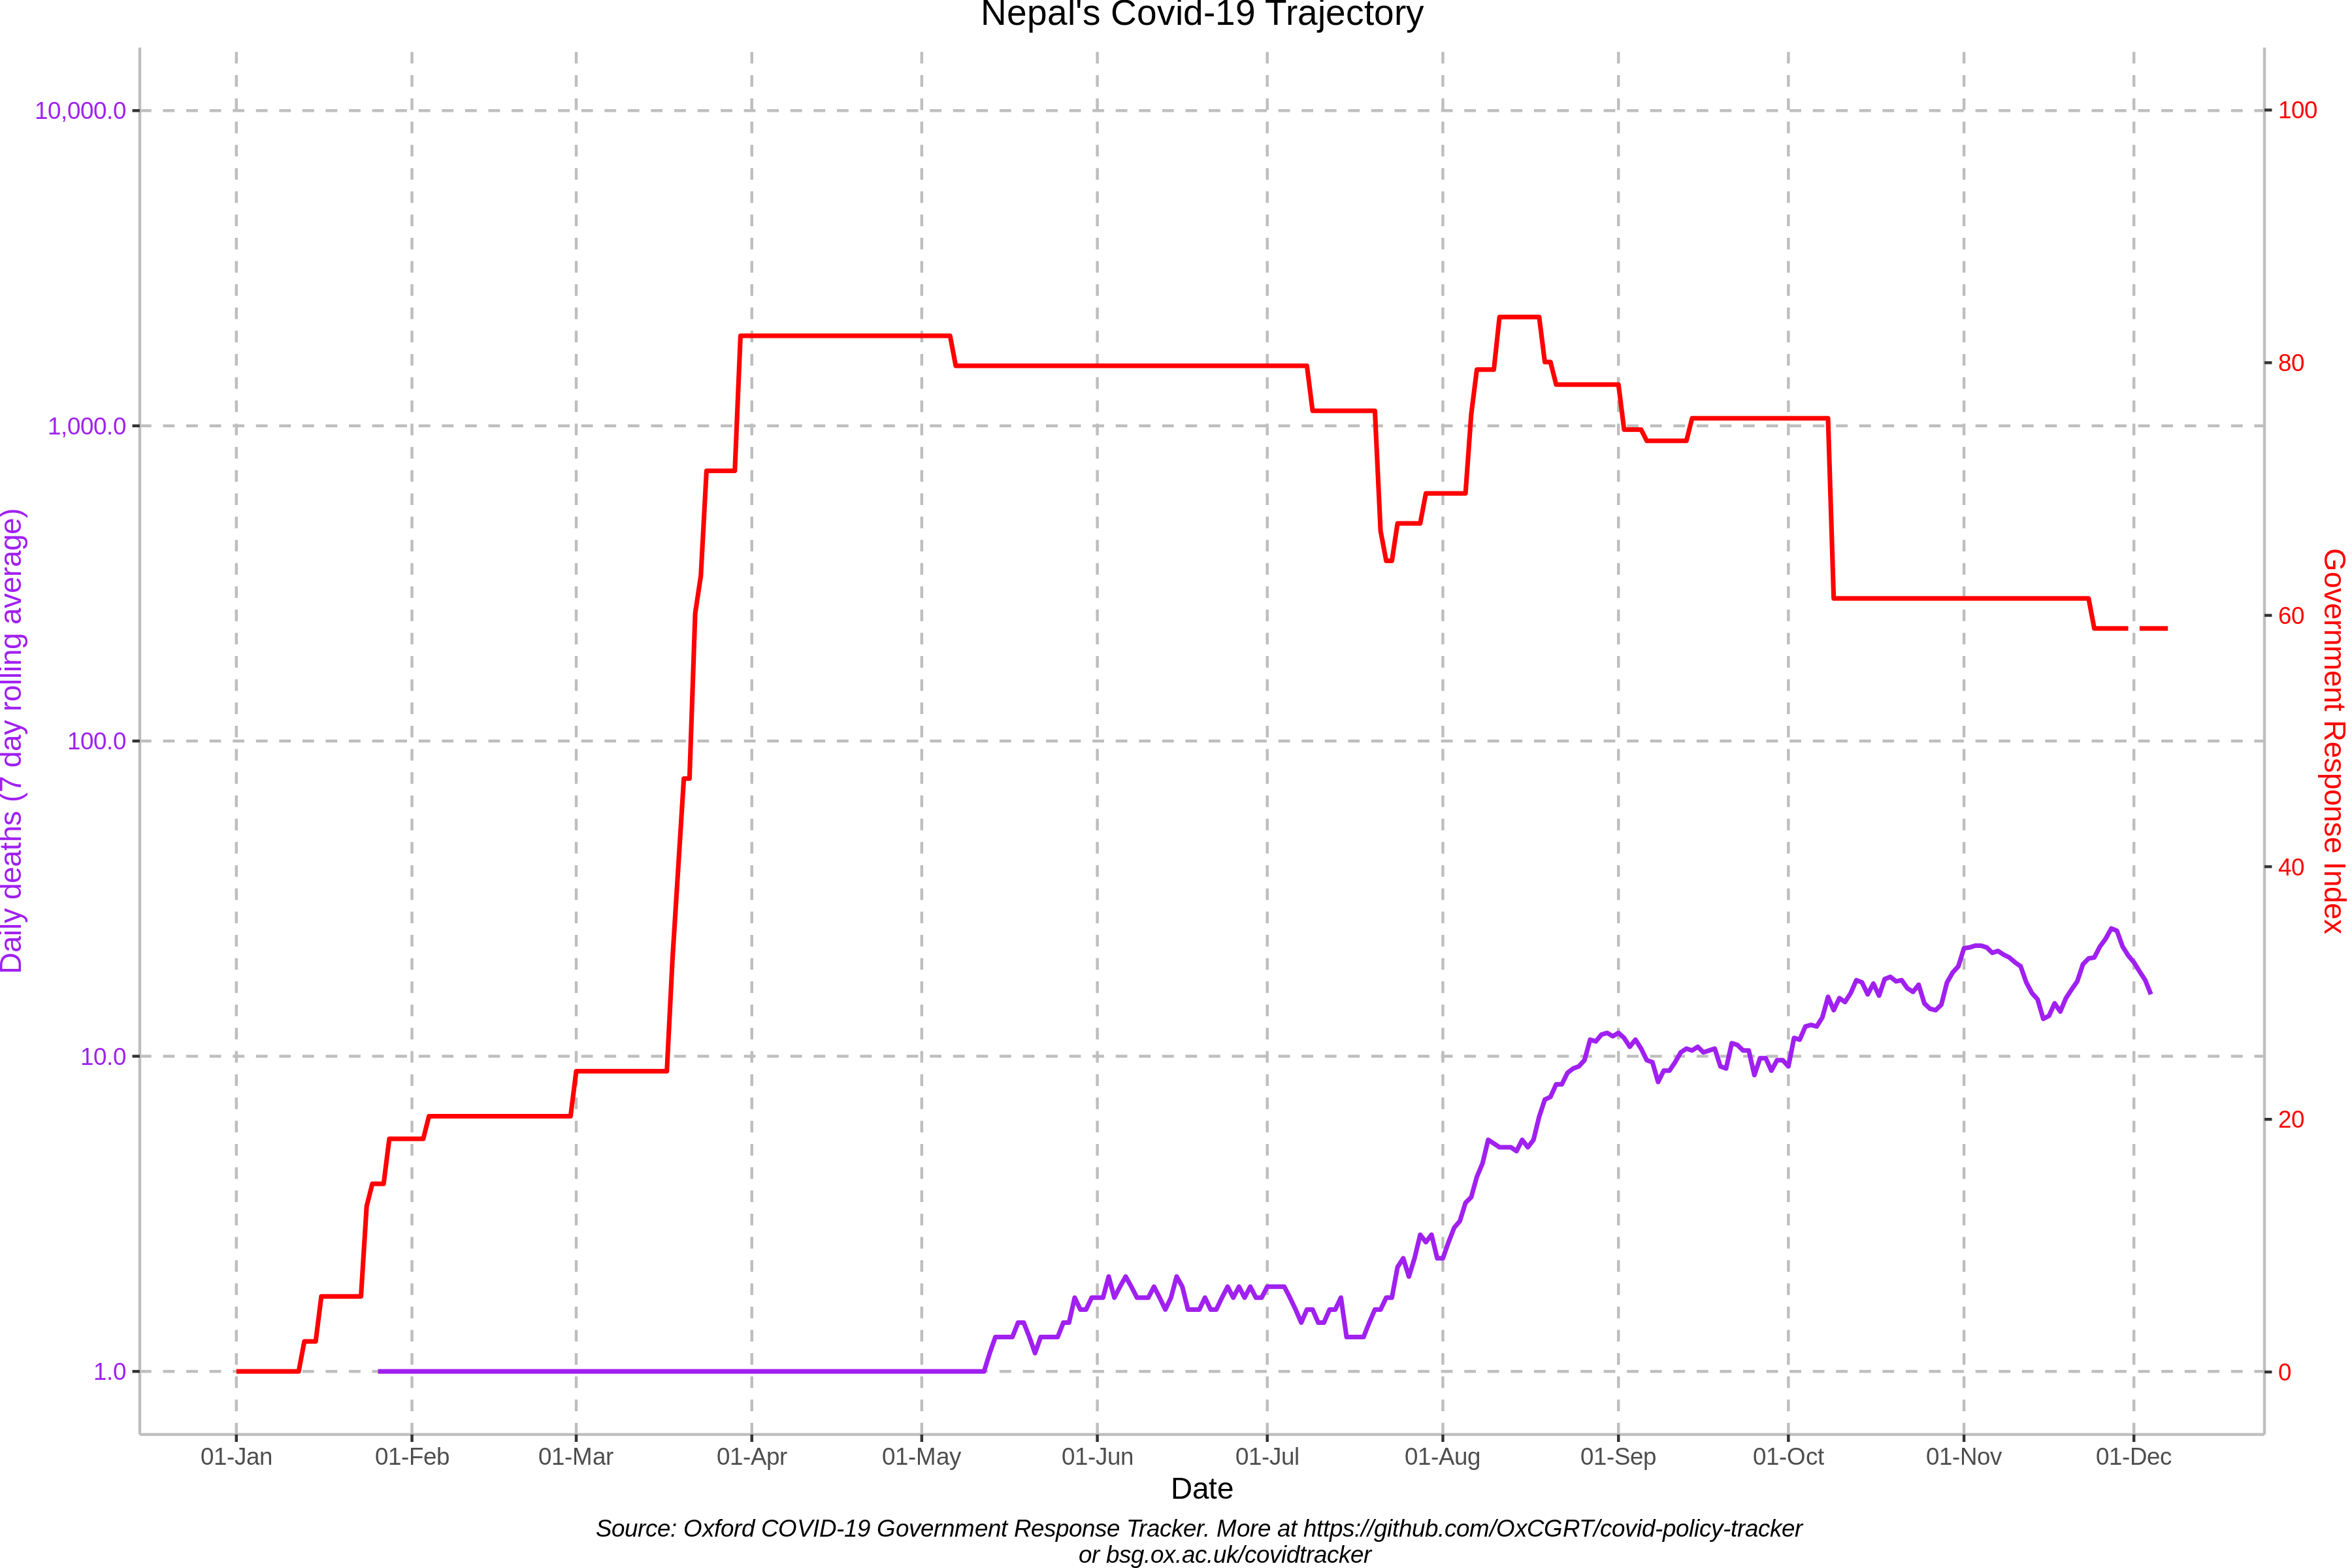 Nepal's Covid-19 Trajectory
10,000.0
1,000.0
100.0
10.0
1.0
Daily deaths (7 day rolling average)
100
80
60
40
20
0
Government Response Index
01-Jan 01-Feb 01-Mar 01-Apr 01-May 01-Jun 01-Jul 01-Aug 01-Sep 01-Oct 01-Nov 01-Dec
Date
Source: Oxford COVID-19 Government Response Tracker. More at https://github.com/OxCGRT/covid-policy-tracker
or bsg.ox.ac.uk/covidtracker